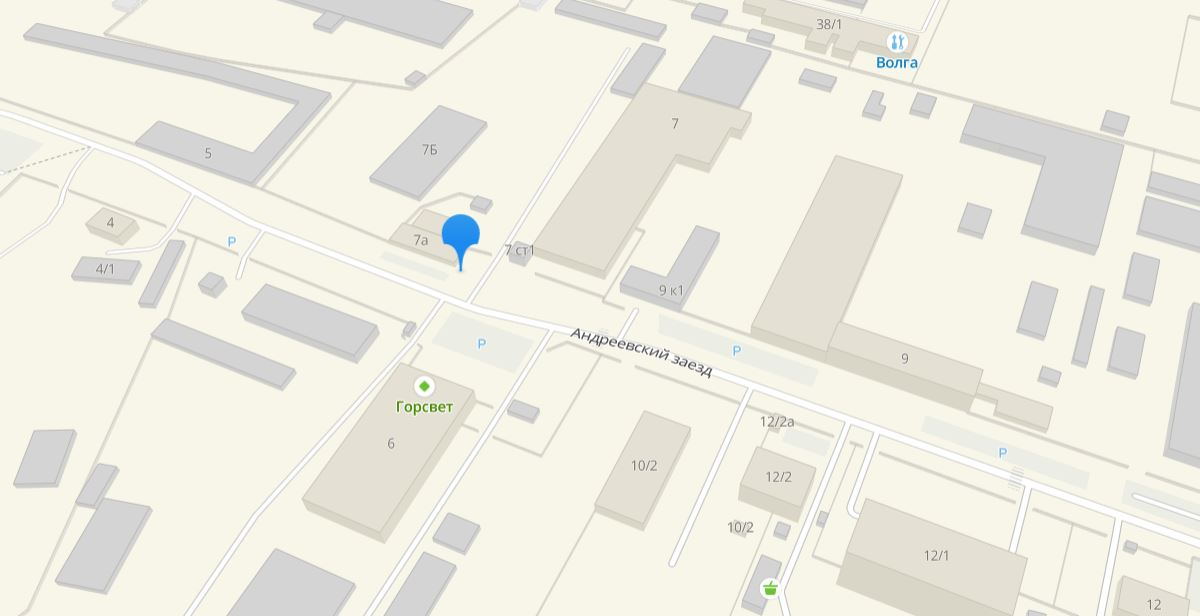 38/1
Волга
7
7Б
5
4
7а
Р
7 ст1
4/1
9 к1
Андреевский заезд
Р
Р
9
Горсвет
6
12/2а
10/2
12/2
Р
10/2
12/1
12